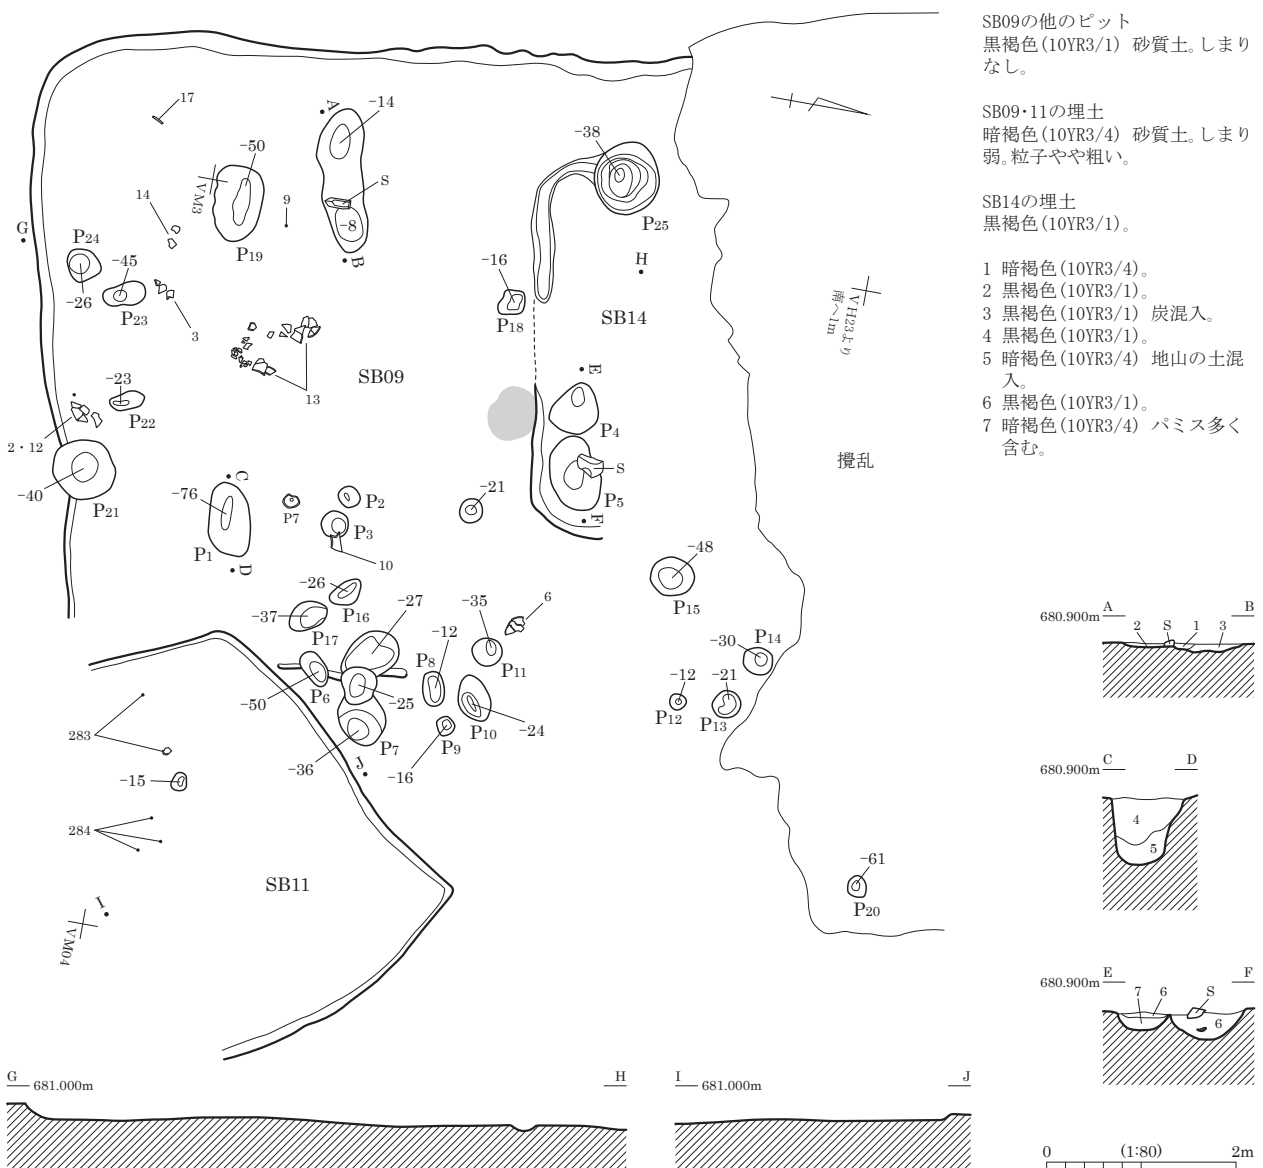 SB09の他のピット
黒褐色(10YR3/1) 砂質土。しまり
なし。
SB09・11の埋土
暗褐色(10YR3/4) 砂質土。しまり
弱。粒子やや粗い。
SB14の埋土
黒褐色(10YR3/1)。
1 暗褐色(10YR3/4)。
2 黒褐色(10YR3/1)。
3 黒褐色(10YR3/1) 炭混入。
4 黒褐色(10YR3/1)。
5 暗褐色(10YR3/4) 地山の土混
入。
6 黒褐色(10YR3/1)。
7 暗褐色(10YR3/4) パミス多く
含む。
17
A
-14
-38
-50
S
VM3
14
9
-8
P25
G
P24
P19
B
H
-45
-16
-26
P23
3
P18
SB14
VH23より
南へ1m
SB09
E
-23
13
P22
P4
2・12
攪乱
-40
C
S
P21
-76
P7
P2
-21
P5
F
P3
P1
10
D
-48
-26
P16
-27
-35
6
P15
-37
P17
-12
P14
-30
P8
P11
P6
-12
-21
-50
-25
P10
-24
P12
P13
283
P7
P9
-36
-16
J
-15
284
-61
SB11
P20
I
VM04
680.900m
A
B
2
S
1
3
680.900m
C
D
4
5
680.900m
E
F
7
6
S
6
G
681.000m
H
I
681.000m
J
0
(1:80)
2m